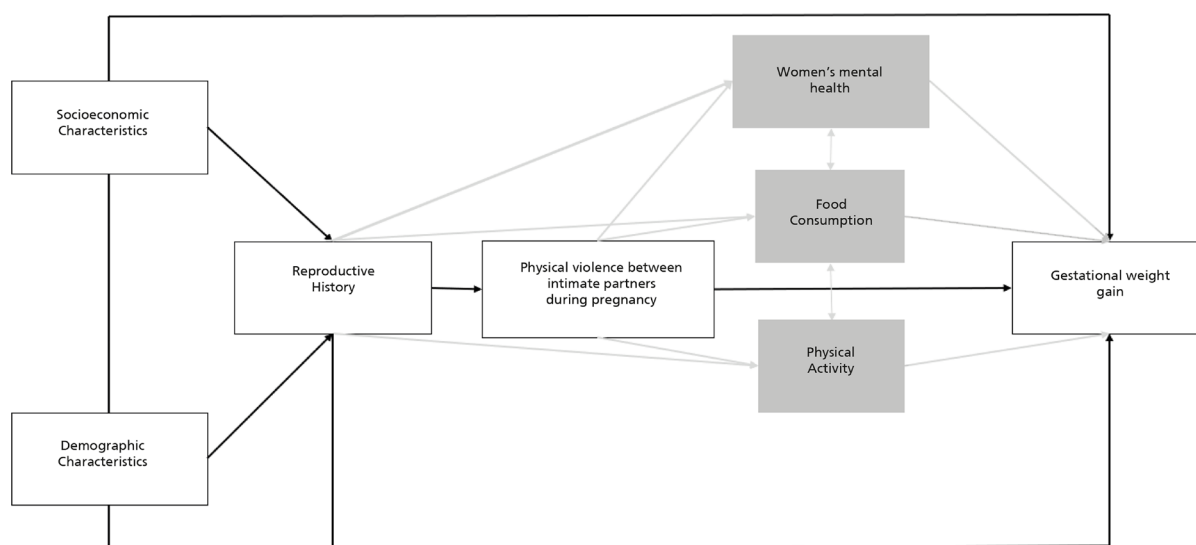 Women's mental
health
Socioeconomic
Characteristics
Food
Consumption
Reproductive
History
Physical violence between
intimate partners
during pregnancy
Gestational weight
gain
Physical
Activity
Demographic
Characteristics